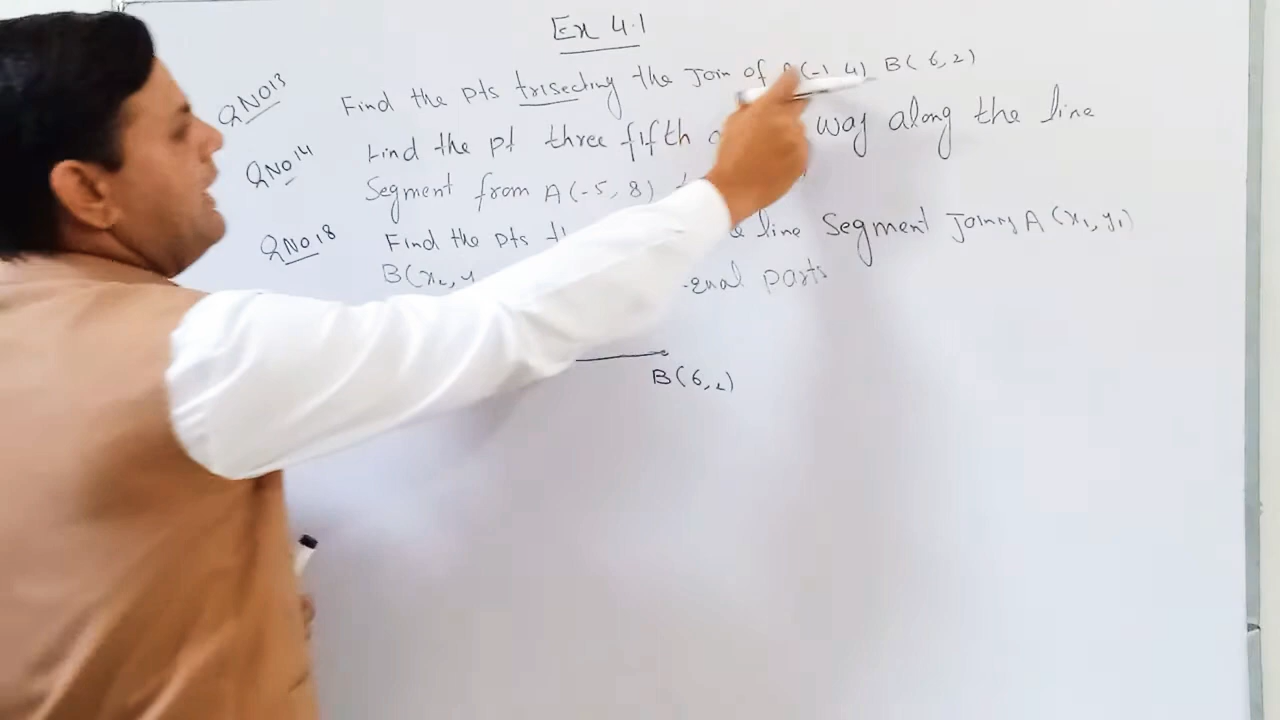 Ex 4.1
QNO13 Find the pts trisecting the Join of (-1, 4) B(6, 2)
QNO14 Find the pt three fifth way along the line
Segment from A(-5, 8)
QNO18 Find the pts line Segment Joining A(x₁, y₁)
B(x₂, y parts
B(6, 2)